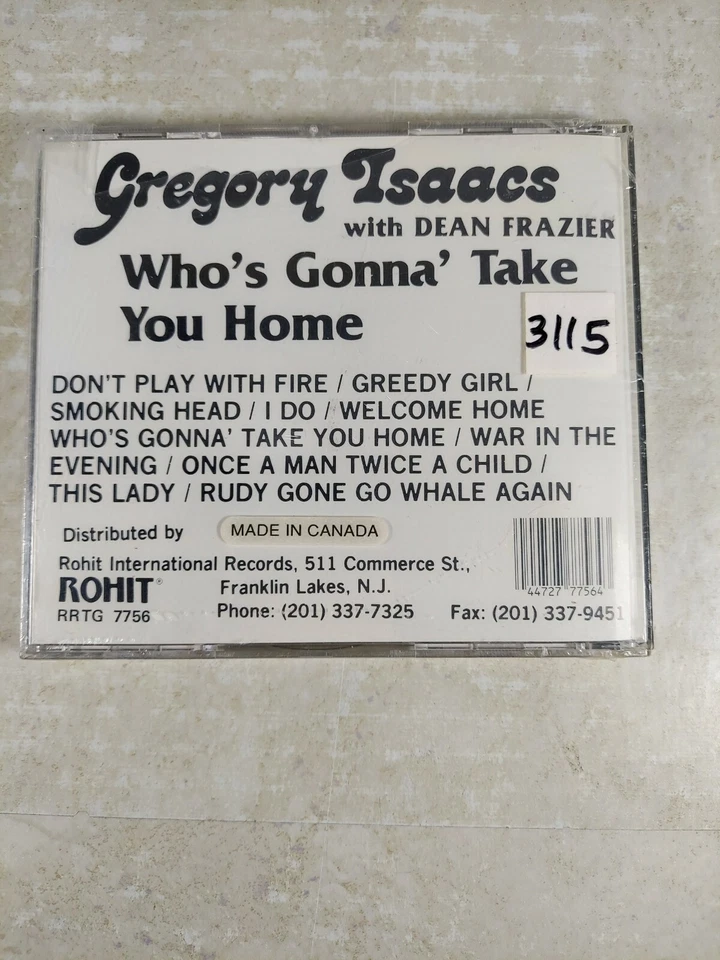 Gregory Isaacs
with DEAN FRAZIER
Who's Gonna' Take
You Home
3115
DON'T PLAY WITH FIRE / GREEDY GIRL /
SMOKING HEAD / I DO / WELCOME HOME
WHO'S GONNA' TAKE YOU HOME / WAR IN THE
EVENING / ONCE A MAN TWICE A CHILD /
THIS LADY / RUDY GONE GO WHALE AGAIN
Distributed by
MADE IN CANADA
Rohit International Records, 511 Commerce St.,
ROHIT® Franklin Lakes, N.J.
RRTG 7756 Phone: (201) 337-7325 Fax: (201) 337-9451
44727 77564